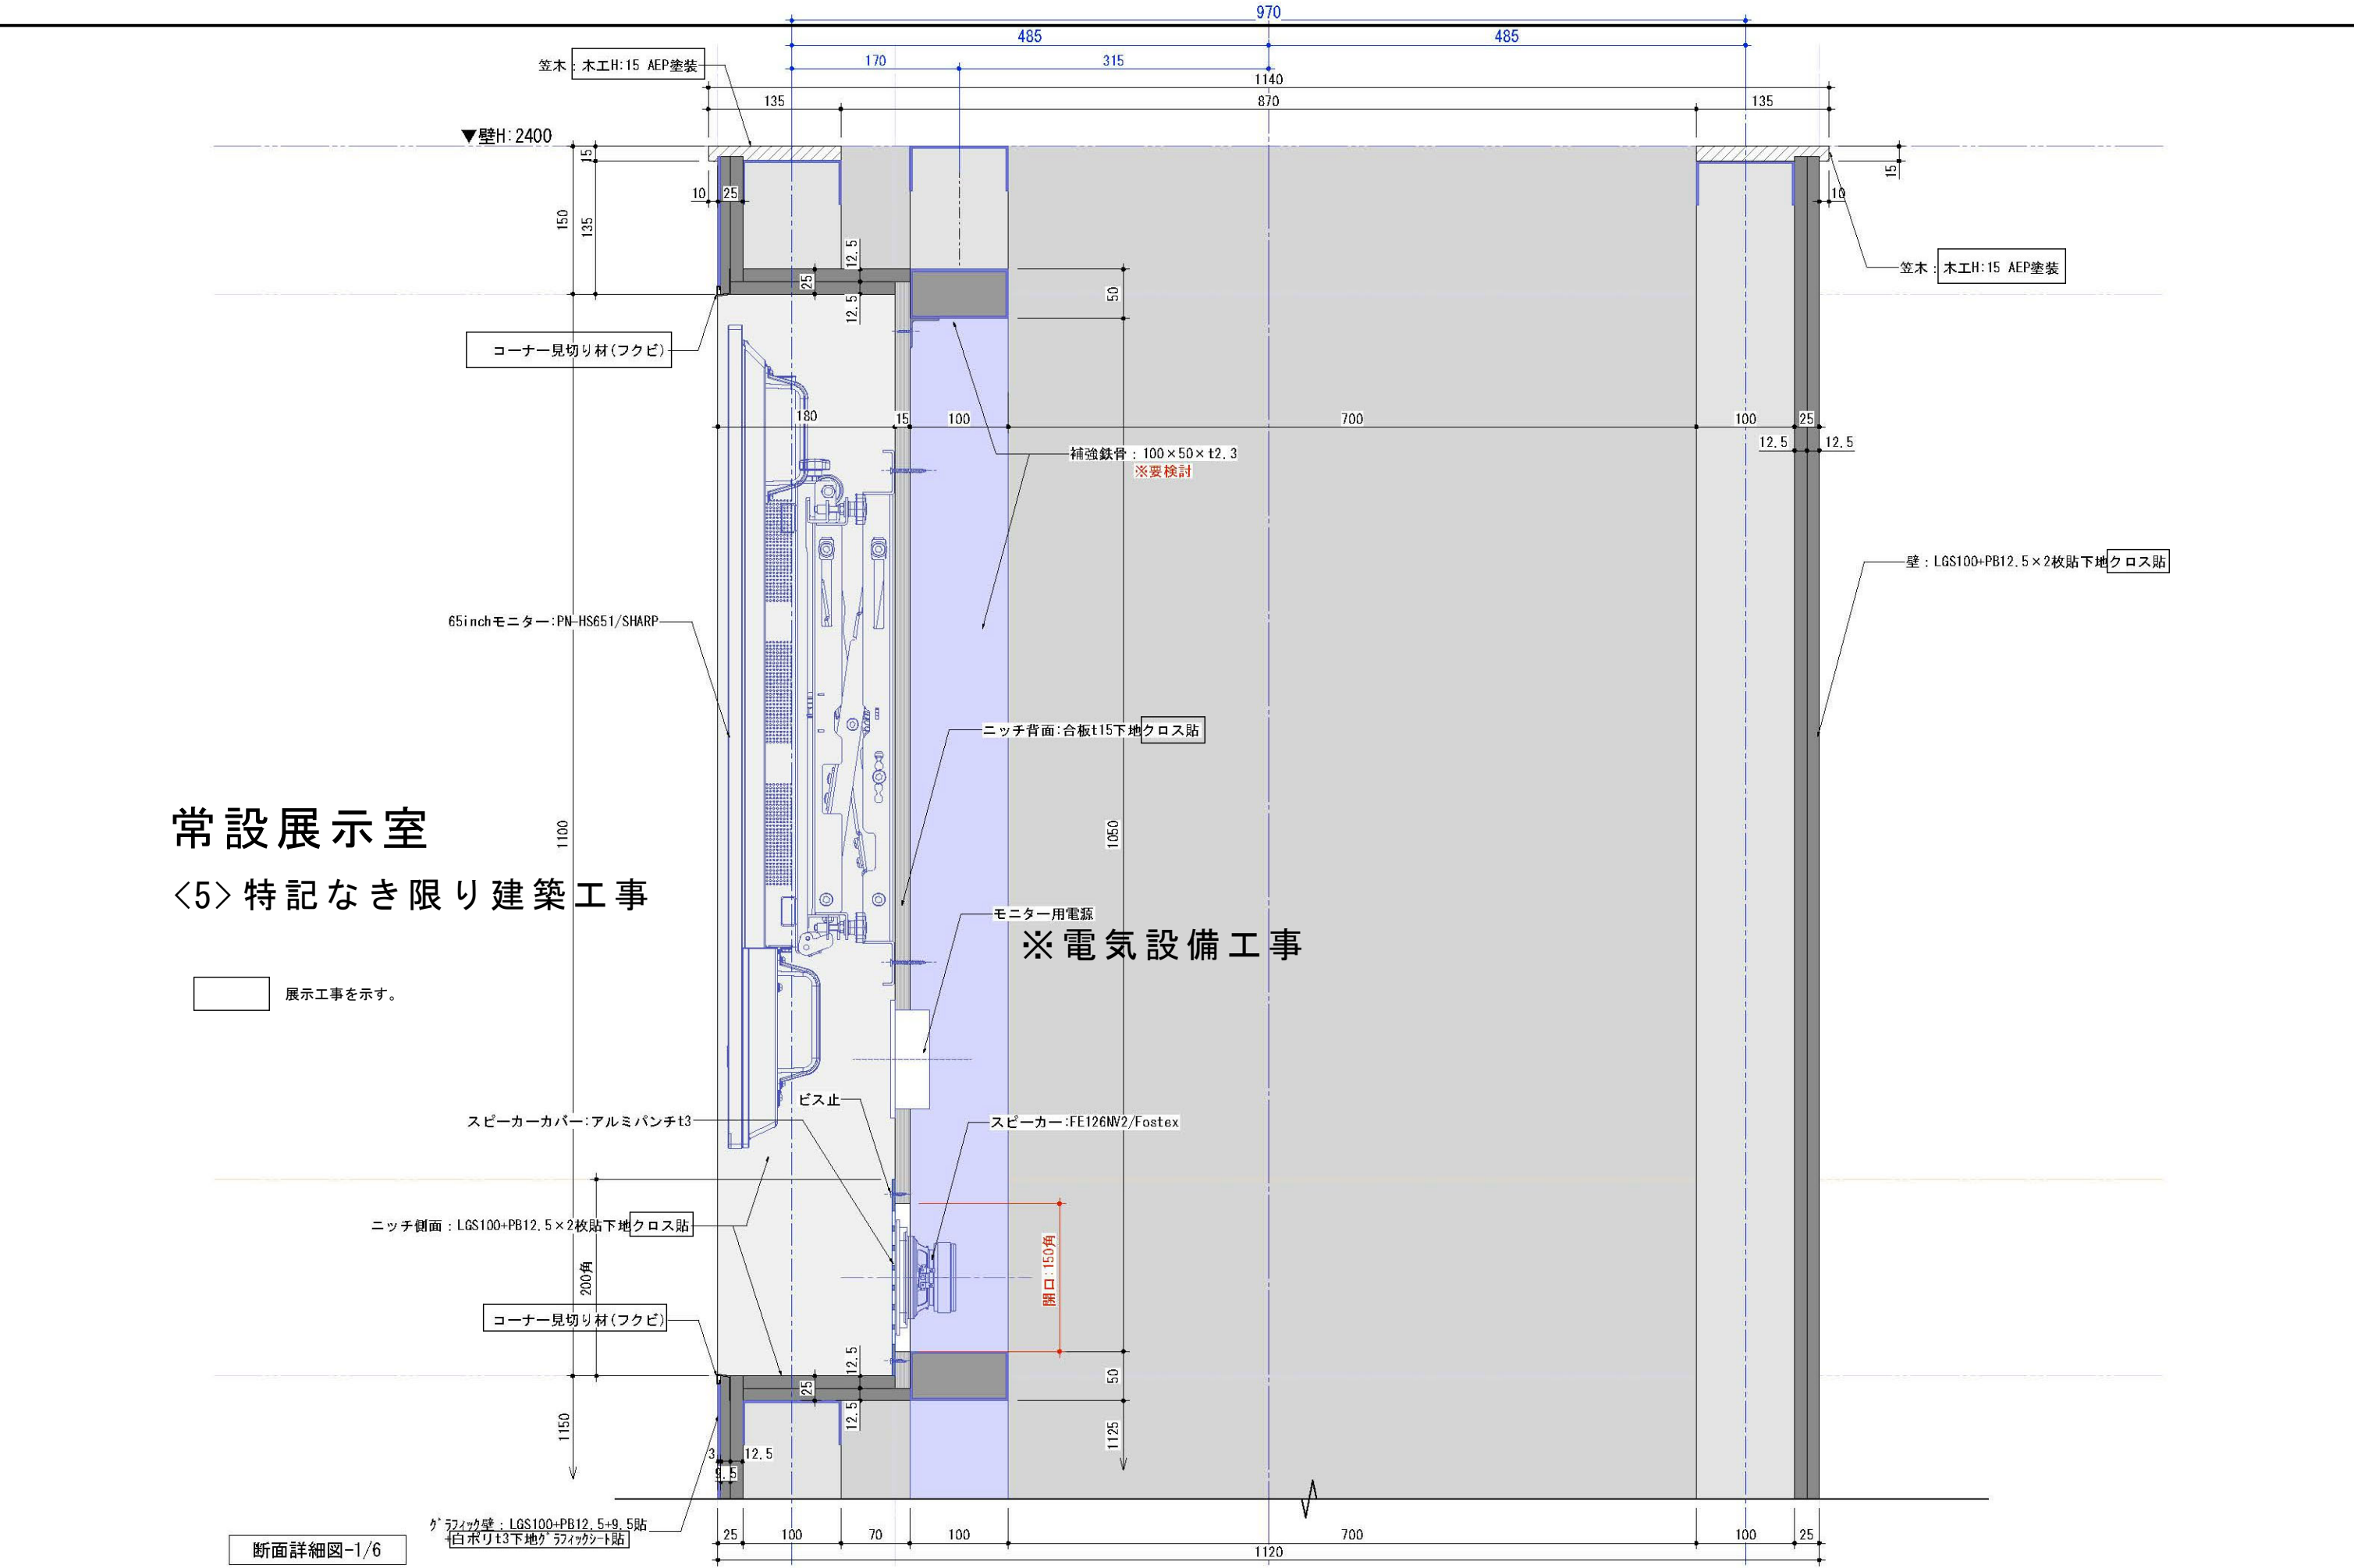 970
485
485
170
315
笠木：木工H:15 AEP塗装
1140
135
870
135
▼壁H:2400
15
15
10
25
10
150
135
12.5
25
12.5
50
笠木：木工H:15 AEP塗装
コーナー見切り材(フクビ)
180
15
100
700
100
25
12.5
12.5
補強鉄骨：100×50×t2.3
※要検討
壁：LGS100+PB12.5×2枚貼下地クロス貼
65inchモニター:PN-HS651/SHARP
ニッチ背面:合板t15下地クロス貼
常設展示室
1100
1050
<5>特記なき限り建築工事
モニター用電源
※電気設備工事
展示工事を示す。
ビス止
スピーカーカバー:アルミパンチt3
スピーカー:FE126NV2/Fostex
ニッチ側面：LGS100+PB12.5×2枚貼下地クロス貼
200角
開口:150角
コーナー見切り材(フクビ)
12.5
25
12.5
50
1150
1125
3
12.5
9.5
ｸﾞﾗﾌｨｯｸ壁：LGS100+PB12.5+9.5貼
+白ポリt3下地ｸﾞﾗﾌｨｯｸｼｰﾄ貼
25
100
70
100
700
100
25
1120
断面詳細図-1/6